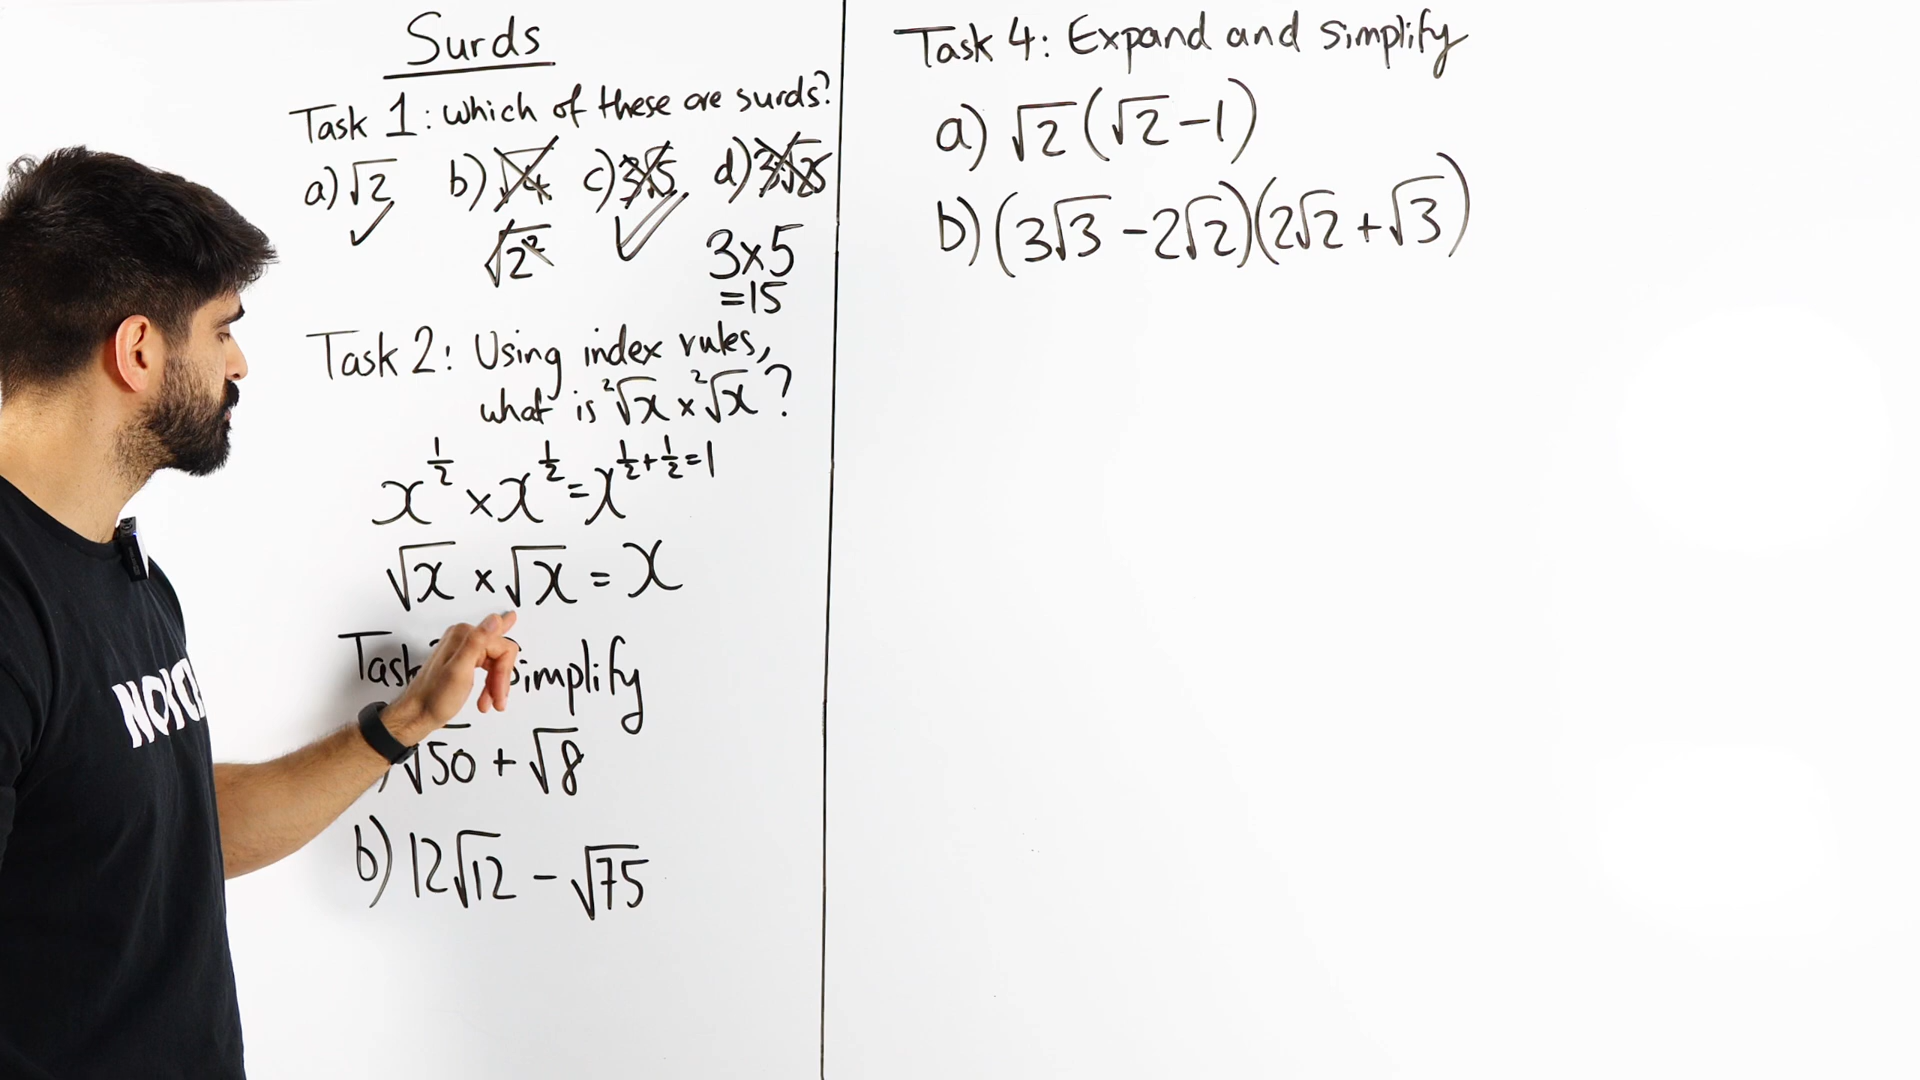 Surds
Task 1: which of these are surds?
a) √2 b) √4 c) 3√5 d) 3√25
√2² 3×5
=15
Task 2: Using index rules,
what is ²√x × ²√x?
x^½ × x^½ = x^½+½=1
√x × √x = x
Simplify
√50 + √8
b) 12√12 - √75
Task 4: Expand and simplify
a) √2(√2-1)
b) (3√3 - 2√2)(2√2 + √3)